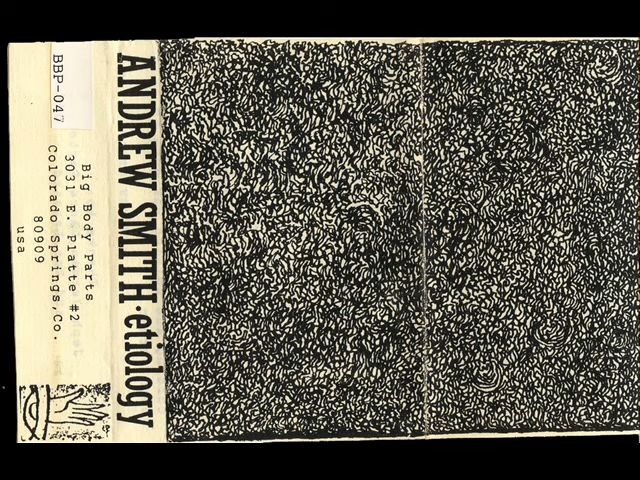 BBP-047
Big Body Parts
3031 E. Platte #2
Colorado Springs,Co.
80909
usa
ANDREW SMITH·etiology